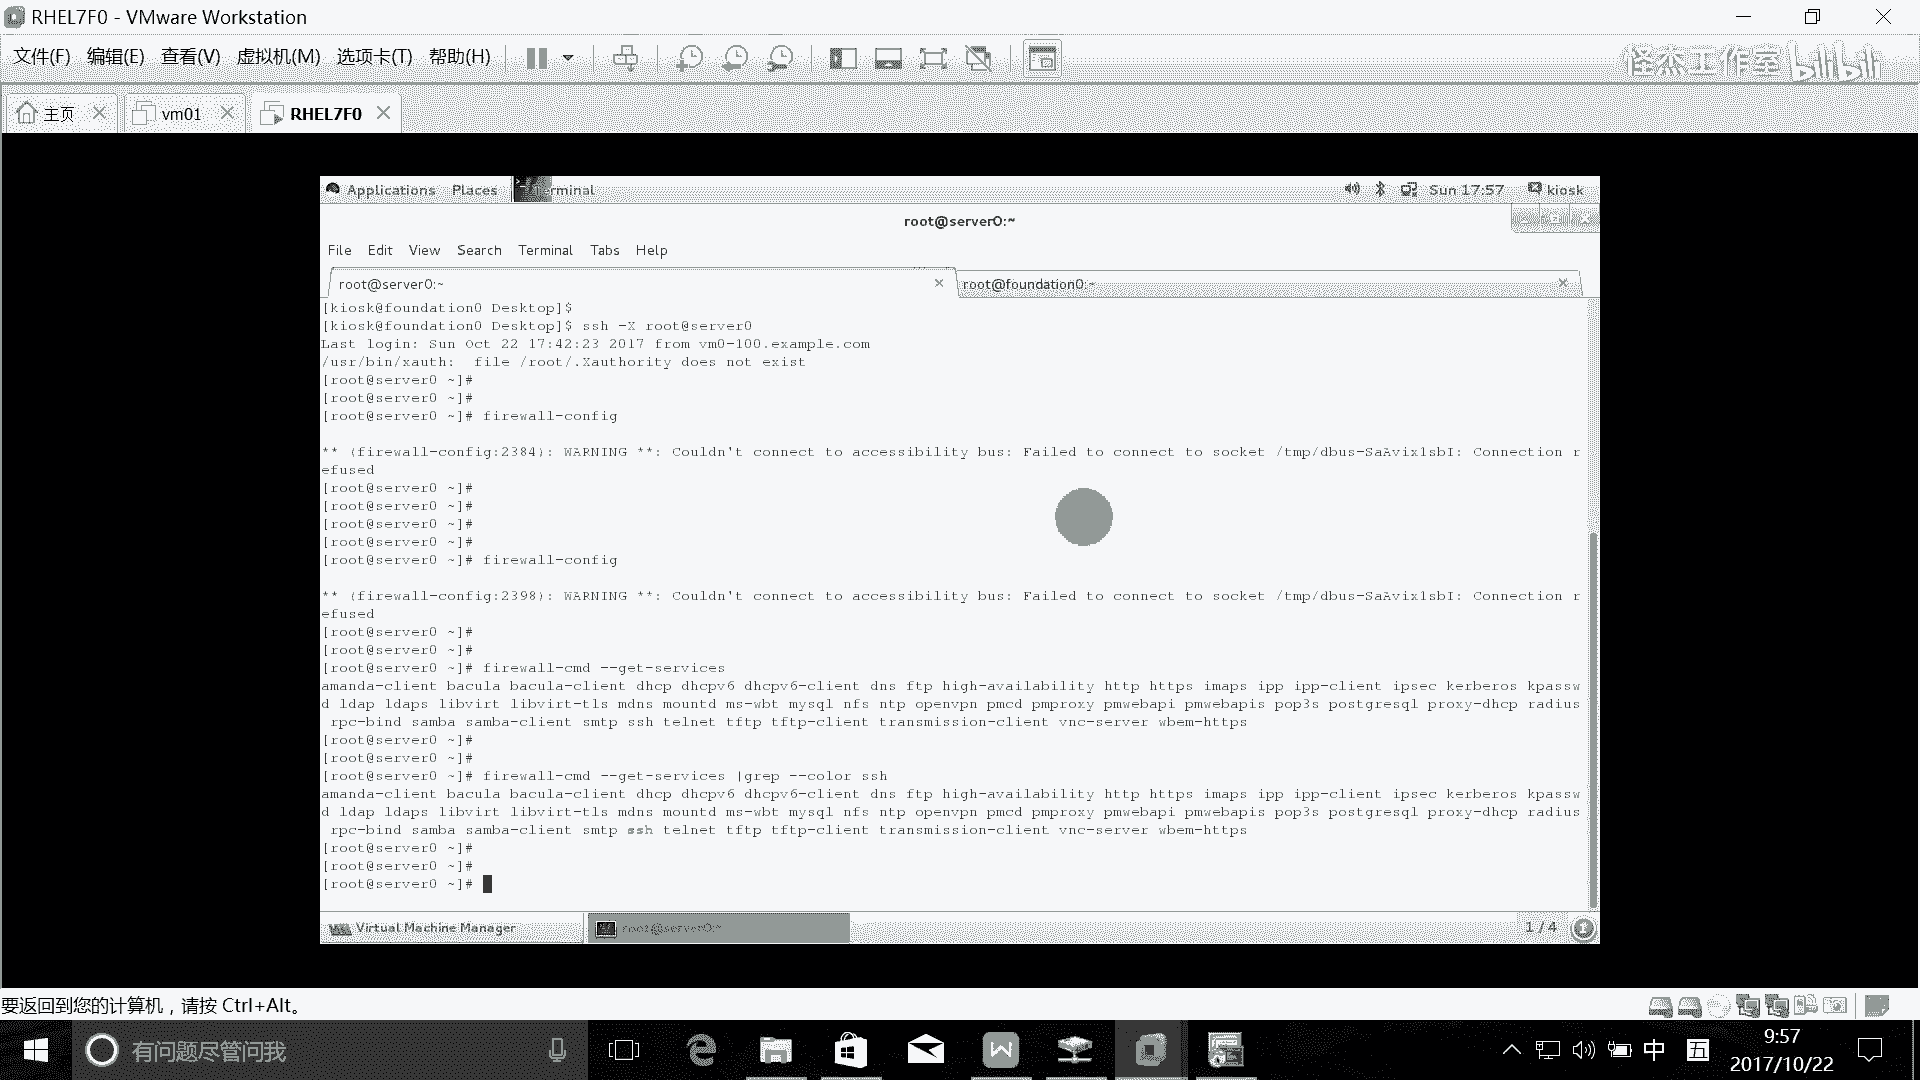 RHEL7F0 - VMware Workstation
文件(F) 编辑(E) 查看(V) 虚拟机(M) 选项卡(T) 帮助(H)
怪杰工作室 bilibili
主页 vm01 RHEL7F0
Applications Places Terminal Sun 17:57 kiosk
root@server0:~
File Edit View Search Terminal Tabs Help
root@server0:~ root@foundation0:~
[kiosk@foundation0 Desktop]$
[kiosk@foundation0 Desktop]$ ssh -X root@server0
Last login: Sun Oct 22 17:42:23 2017 from vm0-100.example.com
/usr/bin/xauth:  file /root/.Xauthority does not exist
[root@server0 ~]#
[root@server0 ~]#
[root@server0 ~]# firewall-config
** (firewall-config:2384): WARNING **: Couldn't connect to accessibility bus: Failed to connect to socket /tmp/dbus-SaAvix1sbI: Connection r
efused
[root@server0 ~]#
[root@server0 ~]#
[root@server0 ~]#
[root@server0 ~]#
[root@server0 ~]# firewall-config
** (firewall-config:2398): WARNING **: Couldn't connect to accessibility bus: Failed to connect to socket /tmp/dbus-SaAvix1sbI: Connection r
efused
[root@server0 ~]#
[root@server0 ~]#
[root@server0 ~]# firewall-cmd --get-services
amanda-client bacula bacula-client dhcp dhcpv6 dhcpv6-client dns ftp high-availability http https imaps ipp ipp-client ipsec kerberos kpassw
d ldap ldaps libvirt libvirt-tls mdns mountd ms-wbt mysql nfs ntp openvpn pmcd pmproxy pmwebapi pmwebapis pop3s postgresql proxy-dhcp radius
rpc-bind samba samba-client smtp ssh telnet tftp tftp-client transmission-client vnc-server wbem-https
[root@server0 ~]#
[root@server0 ~]#
[root@server0 ~]# firewall-cmd --get-services |grep --color ssh
amanda-client bacula bacula-client dhcp dhcpv6 dhcpv6-client dns ftp high-availability http https imaps ipp ipp-client ipsec kerberos kpassw
d ldap ldaps libvirt libvirt-tls mdns mountd ms-wbt mysql nfs ntp openvpn pmcd pmproxy pmwebapi pmwebapis pop3s postgresql proxy-dhcp radius
rpc-bind samba samba-client smtp ssh telnet tftp tftp-client transmission-client vnc-server wbem-https
[root@server0 ~]#
[root@server0 ~]#
[root@server0 ~]#
Virtual Machine Manager root@server0:~ 1 / 4 1
要返回到您的计算机，请按 Ctrl+Alt。
有问题尽管问我 中 五 9:57
2017/10/22